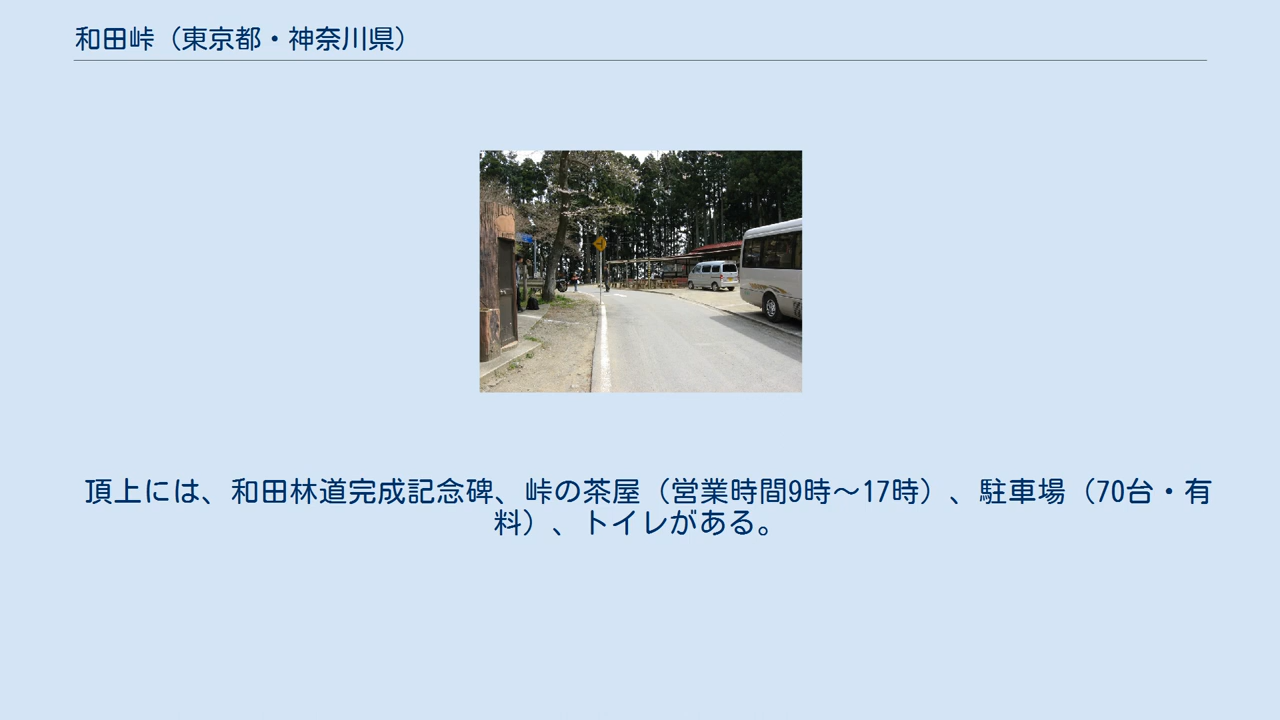 和田峠（東京都・神奈川県）
頂上には、和田林道完成記念碑、峠の茶屋（営業時間9時～17時）、駐車場（70台・有
料）、トイレがある。